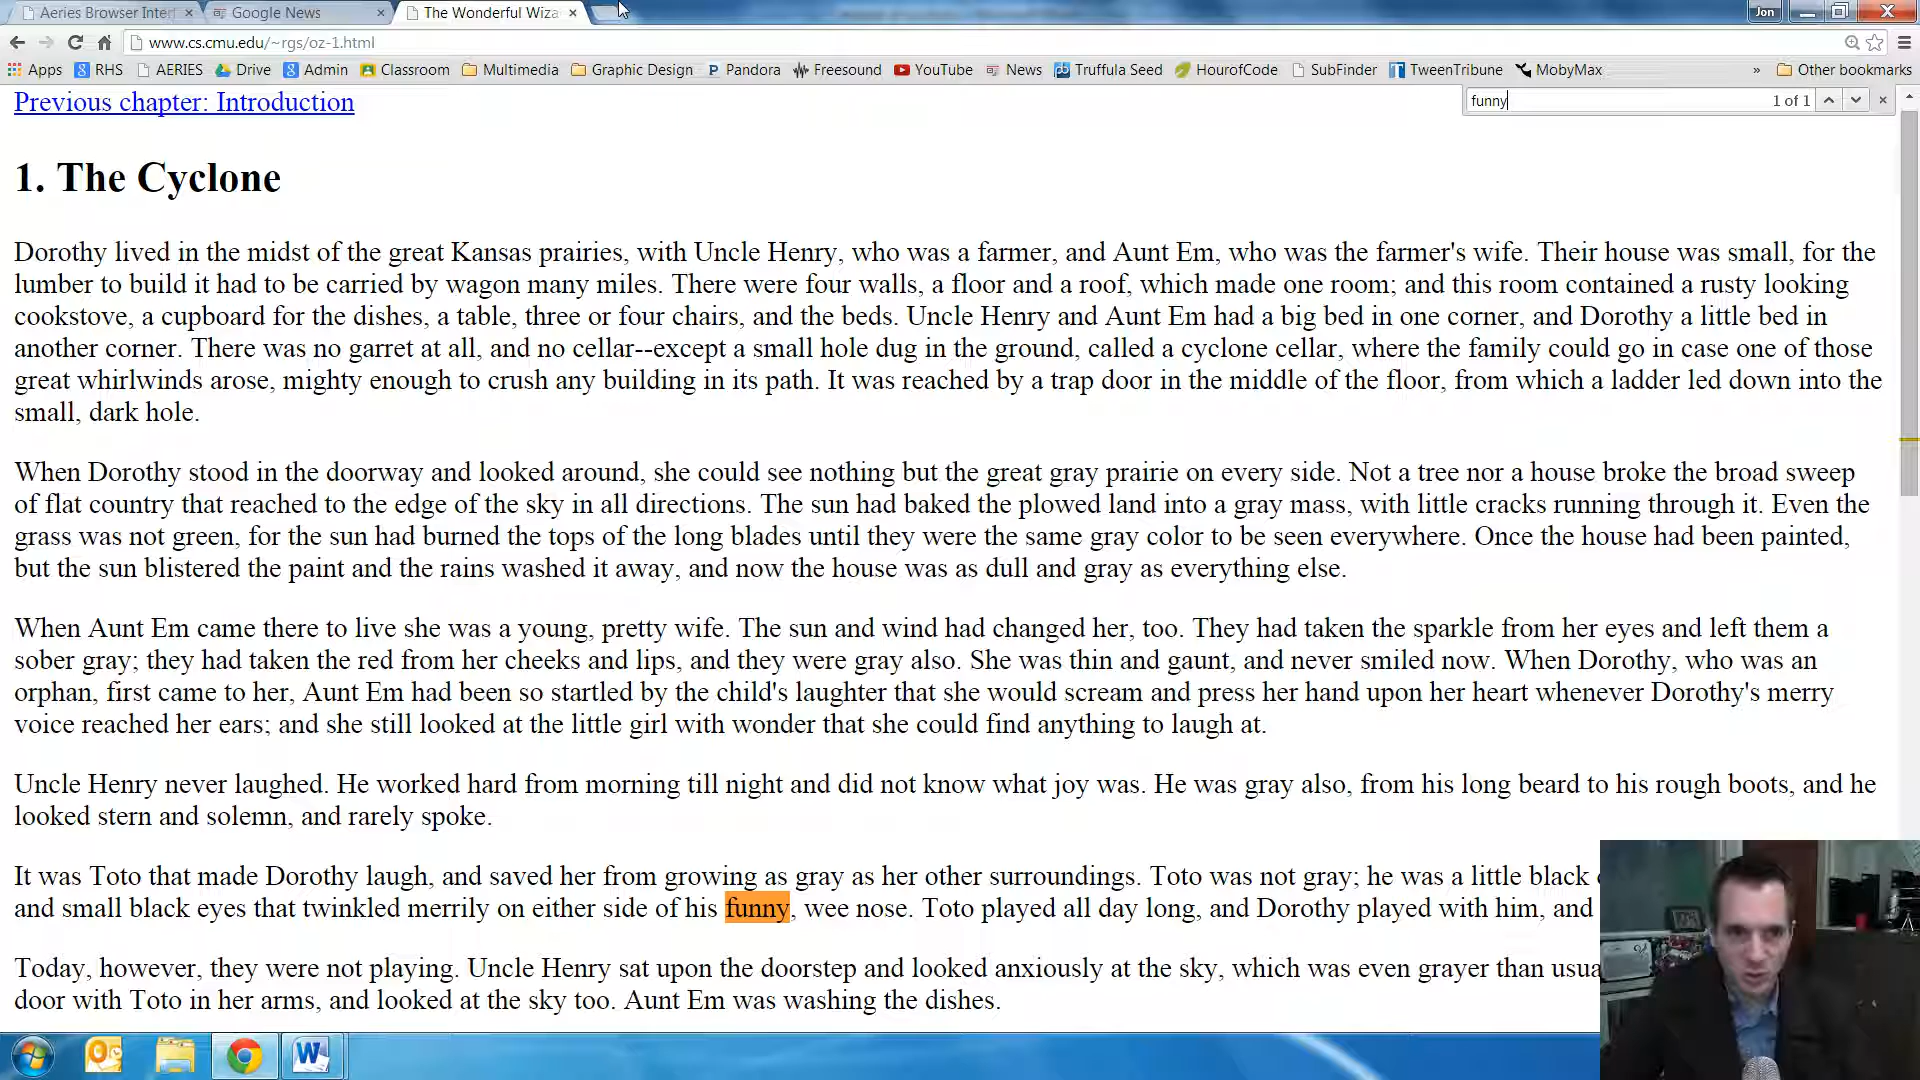 Aeries Browser Interf
Google News
The Wonderful Wiza
Jon
www.cs.cmu.edu/~rgs/oz-1.html
Apps RHS AERIES Drive Admin Classroom Multimedia Graphic Design Pandora Freesound YouTube News Truffula Seed HourofCode SubFinder TweenTribune MobyMax » Other bookmarks
Previous chapter: Introduction
funny 1 of 1
1. The Cyclone
Dorothy lived in the midst of the great Kansas prairies, with Uncle Henry, who was a farmer, and Aunt Em, who was the farmer's wife. Their house was small, for the
lumber to build it had to be carried by wagon many miles. There were four walls, a floor and a roof, which made one room; and this room contained a rusty looking
cookstove, a cupboard for the dishes, a table, three or four chairs, and the beds. Uncle Henry and Aunt Em had a big bed in one corner, and Dorothy a little bed in
another corner. There was no garret at all, and no cellar--except a small hole dug in the ground, called a cyclone cellar, where the family could go in case one of those
great whirlwinds arose, mighty enough to crush any building in its path. It was reached by a trap door in the middle of the floor, from which a ladder led down into the
small, dark hole.
When Dorothy stood in the doorway and looked around, she could see nothing but the great gray prairie on every side. Not a tree nor a house broke the broad sweep
of flat country that reached to the edge of the sky in all directions. The sun had baked the plowed land into a gray mass, with little cracks running through it. Even the
grass was not green, for the sun had burned the tops of the long blades until they were the same gray color to be seen everywhere. Once the house had been painted,
but the sun blistered the paint and the rains washed it away, and now the house was as dull and gray as everything else.
When Aunt Em came there to live she was a young, pretty wife. The sun and wind had changed her, too. They had taken the sparkle from her eyes and left them a
sober gray; they had taken the red from her cheeks and lips, and they were gray also. She was thin and gaunt, and never smiled now. When Dorothy, who was an
orphan, first came to her, Aunt Em had been so startled by the child's laughter that she would scream and press her hand upon her heart whenever Dorothy's merry
voice reached her ears; and she still looked at the little girl with wonder that she could find anything to laugh at.
Uncle Henry never laughed. He worked hard from morning till night and did not know what joy was. He was gray also, from his long beard to his rough boots, and he
looked stern and solemn, and rarely spoke.
It was Toto that made Dorothy laugh, and saved her from growing as gray as her other surroundings. Toto was not gray; he was a little black
and small black eyes that twinkled merrily on either side of his funny, wee nose. Toto played all day long, and Dorothy played with him, and
Today, however, they were not playing. Uncle Henry sat upon the doorstep and looked anxiously at the sky, which was even grayer than usua
door with Toto in her arms, and looked at the sky too. Aunt Em was washing the dishes.